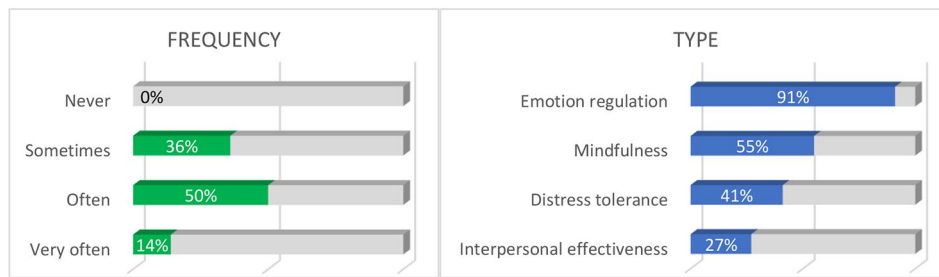 FREQUENCY
Never 0%
Sometimes 36%
Often 50%
Very often 14%
TYPE
Emotion regulation 91%
Mindfulness 55%
Distress tolerance 41%
Interpersonal effectiveness 27%